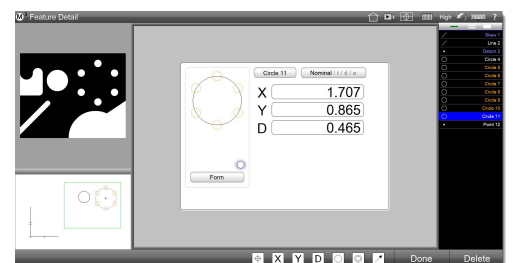 Feature Detail
High
?
Skew 1
Line 2
Datum 3
Circle 4
Circle 5
Circle 6
Circle 7
Circle 8
Circle 9
Circle 10
Circle 11
Point 12
Circle 11
Nominal / t / d / a
X 1.707
Y 0.865
D 0.465
Form
X Y D
Done
Delete